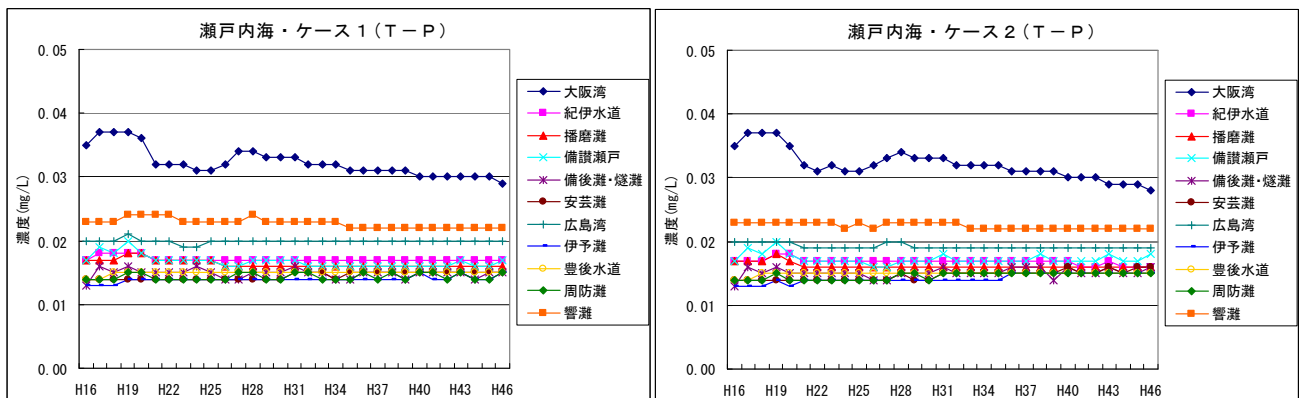 瀬戸内海・ケース１（Ｔ－Ｐ）
濃度(mg/L)
0.05
0.04
0.03
0.02
0.01
0.00
H16 H19 H22 H25 H28 H31 H34 H37 H40 H43 H46
大阪湾
紀伊水道
播磨灘
備讃瀬戸
備後灘・燧灘
安芸灘
広島湾
伊予灘
豊後水道
周防灘
響灘
瀬戸内海・ケース２（Ｔ－Ｐ）
濃度(mg/L)
0.05
0.04
0.03
0.02
0.01
0.00
H16 H19 H22 H25 H28 H31 H34 H37 H40 H43 H46
大阪湾
紀伊水道
播磨灘
備讃瀬戸
備後灘・燧灘
安芸灘
広島湾
伊予灘
豊後水道
周防灘
響灘